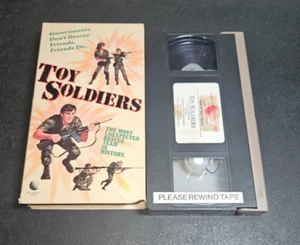 Governments
Don't Rescue
Friends.
Friends Do...
TOY SOLDIERS
THE MOST
UNEXPECTED
RESCUE
TEAM
IN HISTORY.
TOY SOLDIERS
PLEASE REWIND TAPE